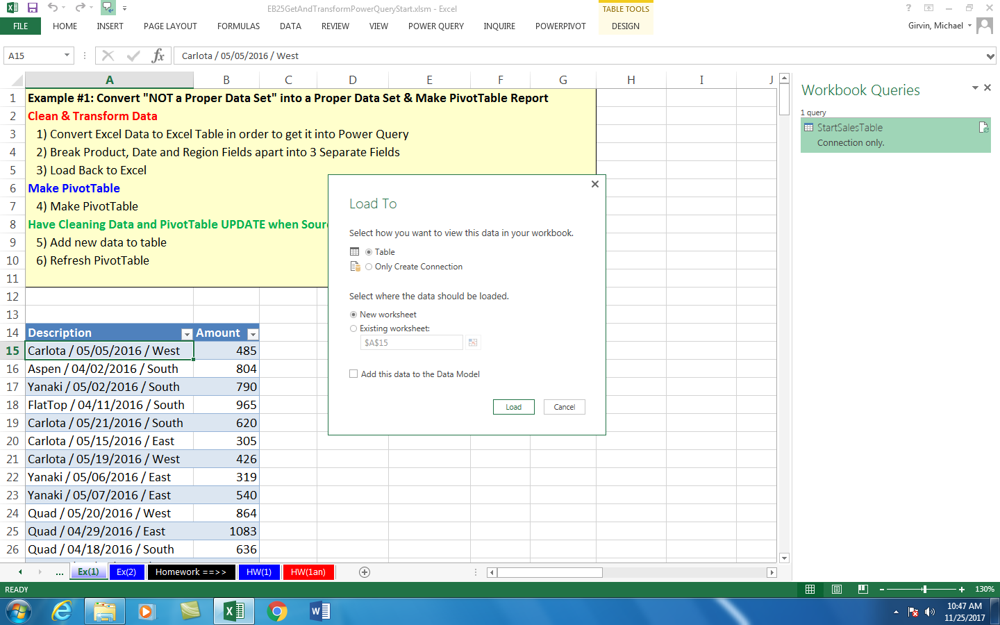 EB25GetAndTransformPowerQueryStart.xlsm - Excel
TABLE TOOLS
?
FILE HOME INSERT PAGE LAYOUT FORMULAS DATA REVIEW VIEW POWER QUERY INQUIRE POWERPIVOT DESIGN
Girvin, Michael
A15 fx Carlota / 05/05/2016 / West
A B C D E F G H I J
1 Example #1: Convert "NOT a Proper Data Set" into a Proper Data Set & Make PivotTable Report
2 Clean & Transform Data
3 1) Convert Excel Data to Excel Table in order to get it into Power Query
4 2) Break Product, Date and Region Fields apart into 3 Separate Fields
5 3) Load Back to Excel
6 Make PivotTable
7 4) Make PivotTable
8 Have Cleaning Data and PivotTable UPDATE when Sour
9 5) Add new data to table
10 6) Refresh PivotTable
11
12
13
14 Description Amount
15 Carlota / 05/05/2016 / West 485
16 Aspen / 04/02/2016 / South 804
17 Yanaki / 05/02/2016 / South 790
18 FlatTop / 04/11/2016 / South 965
19 Carlota / 05/21/2016 / South 620
20 Carlota / 05/15/2016 / East 305
21 Carlota / 05/19/2016 / West 426
22 Yanaki / 05/06/2016 / East 319
23 Yanaki / 05/07/2016 / East 540
24 Quad / 05/20/2016 / West 864
25 Quad / 04/29/2016 / East 1083
26 Quad / 04/18/2016 / South 636
Load To
Select how you want to view this data in your workbook.
Table
Only Create Connection
Select where the data should be loaded.
New worksheet
Existing worksheet:
$A$15
Add this data to the Data Model
Load Cancel
Workbook Queries
1 query
StartSalesTable
Connection only.
... Ex(1) Ex(2) Homework ==>> HW(1) HW(1an)
READY
130%
10:47 AM
11/25/2017